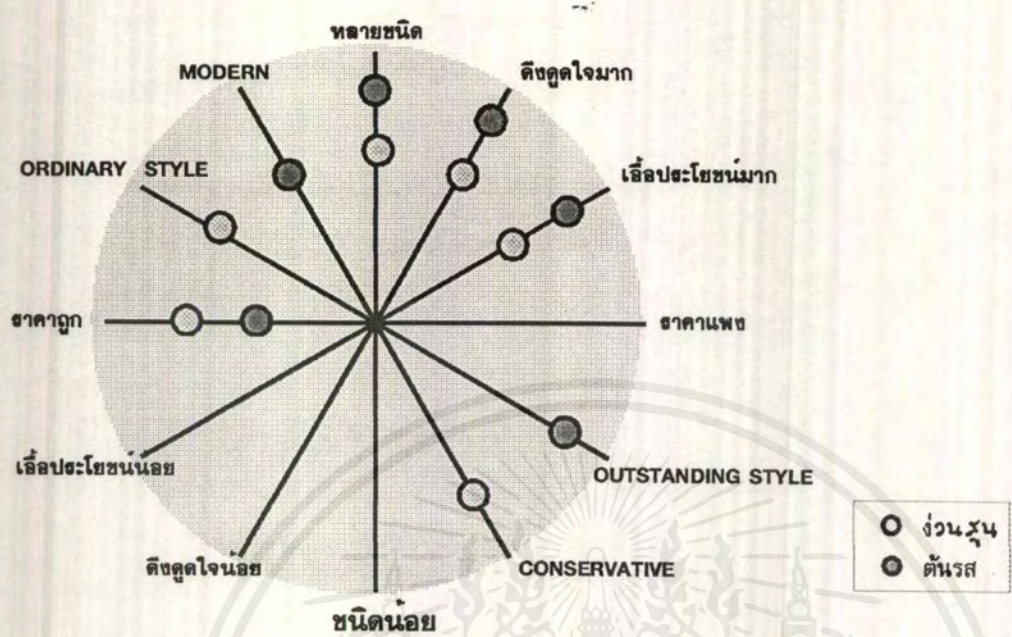 หลายชนิด
MODERN
ดึงดูดใจมาก
ORDINARY STYLE
เอื้อประโยชน์มาก
ราคาถูก
ราคาแพง
เอื้อประโยชน์น้อย
OUTSTANDING STYLE
ดึงดูดใจน้อย
CONSERVATIVE
ชนิดน้อย
ง่วนสูน
ตันรส